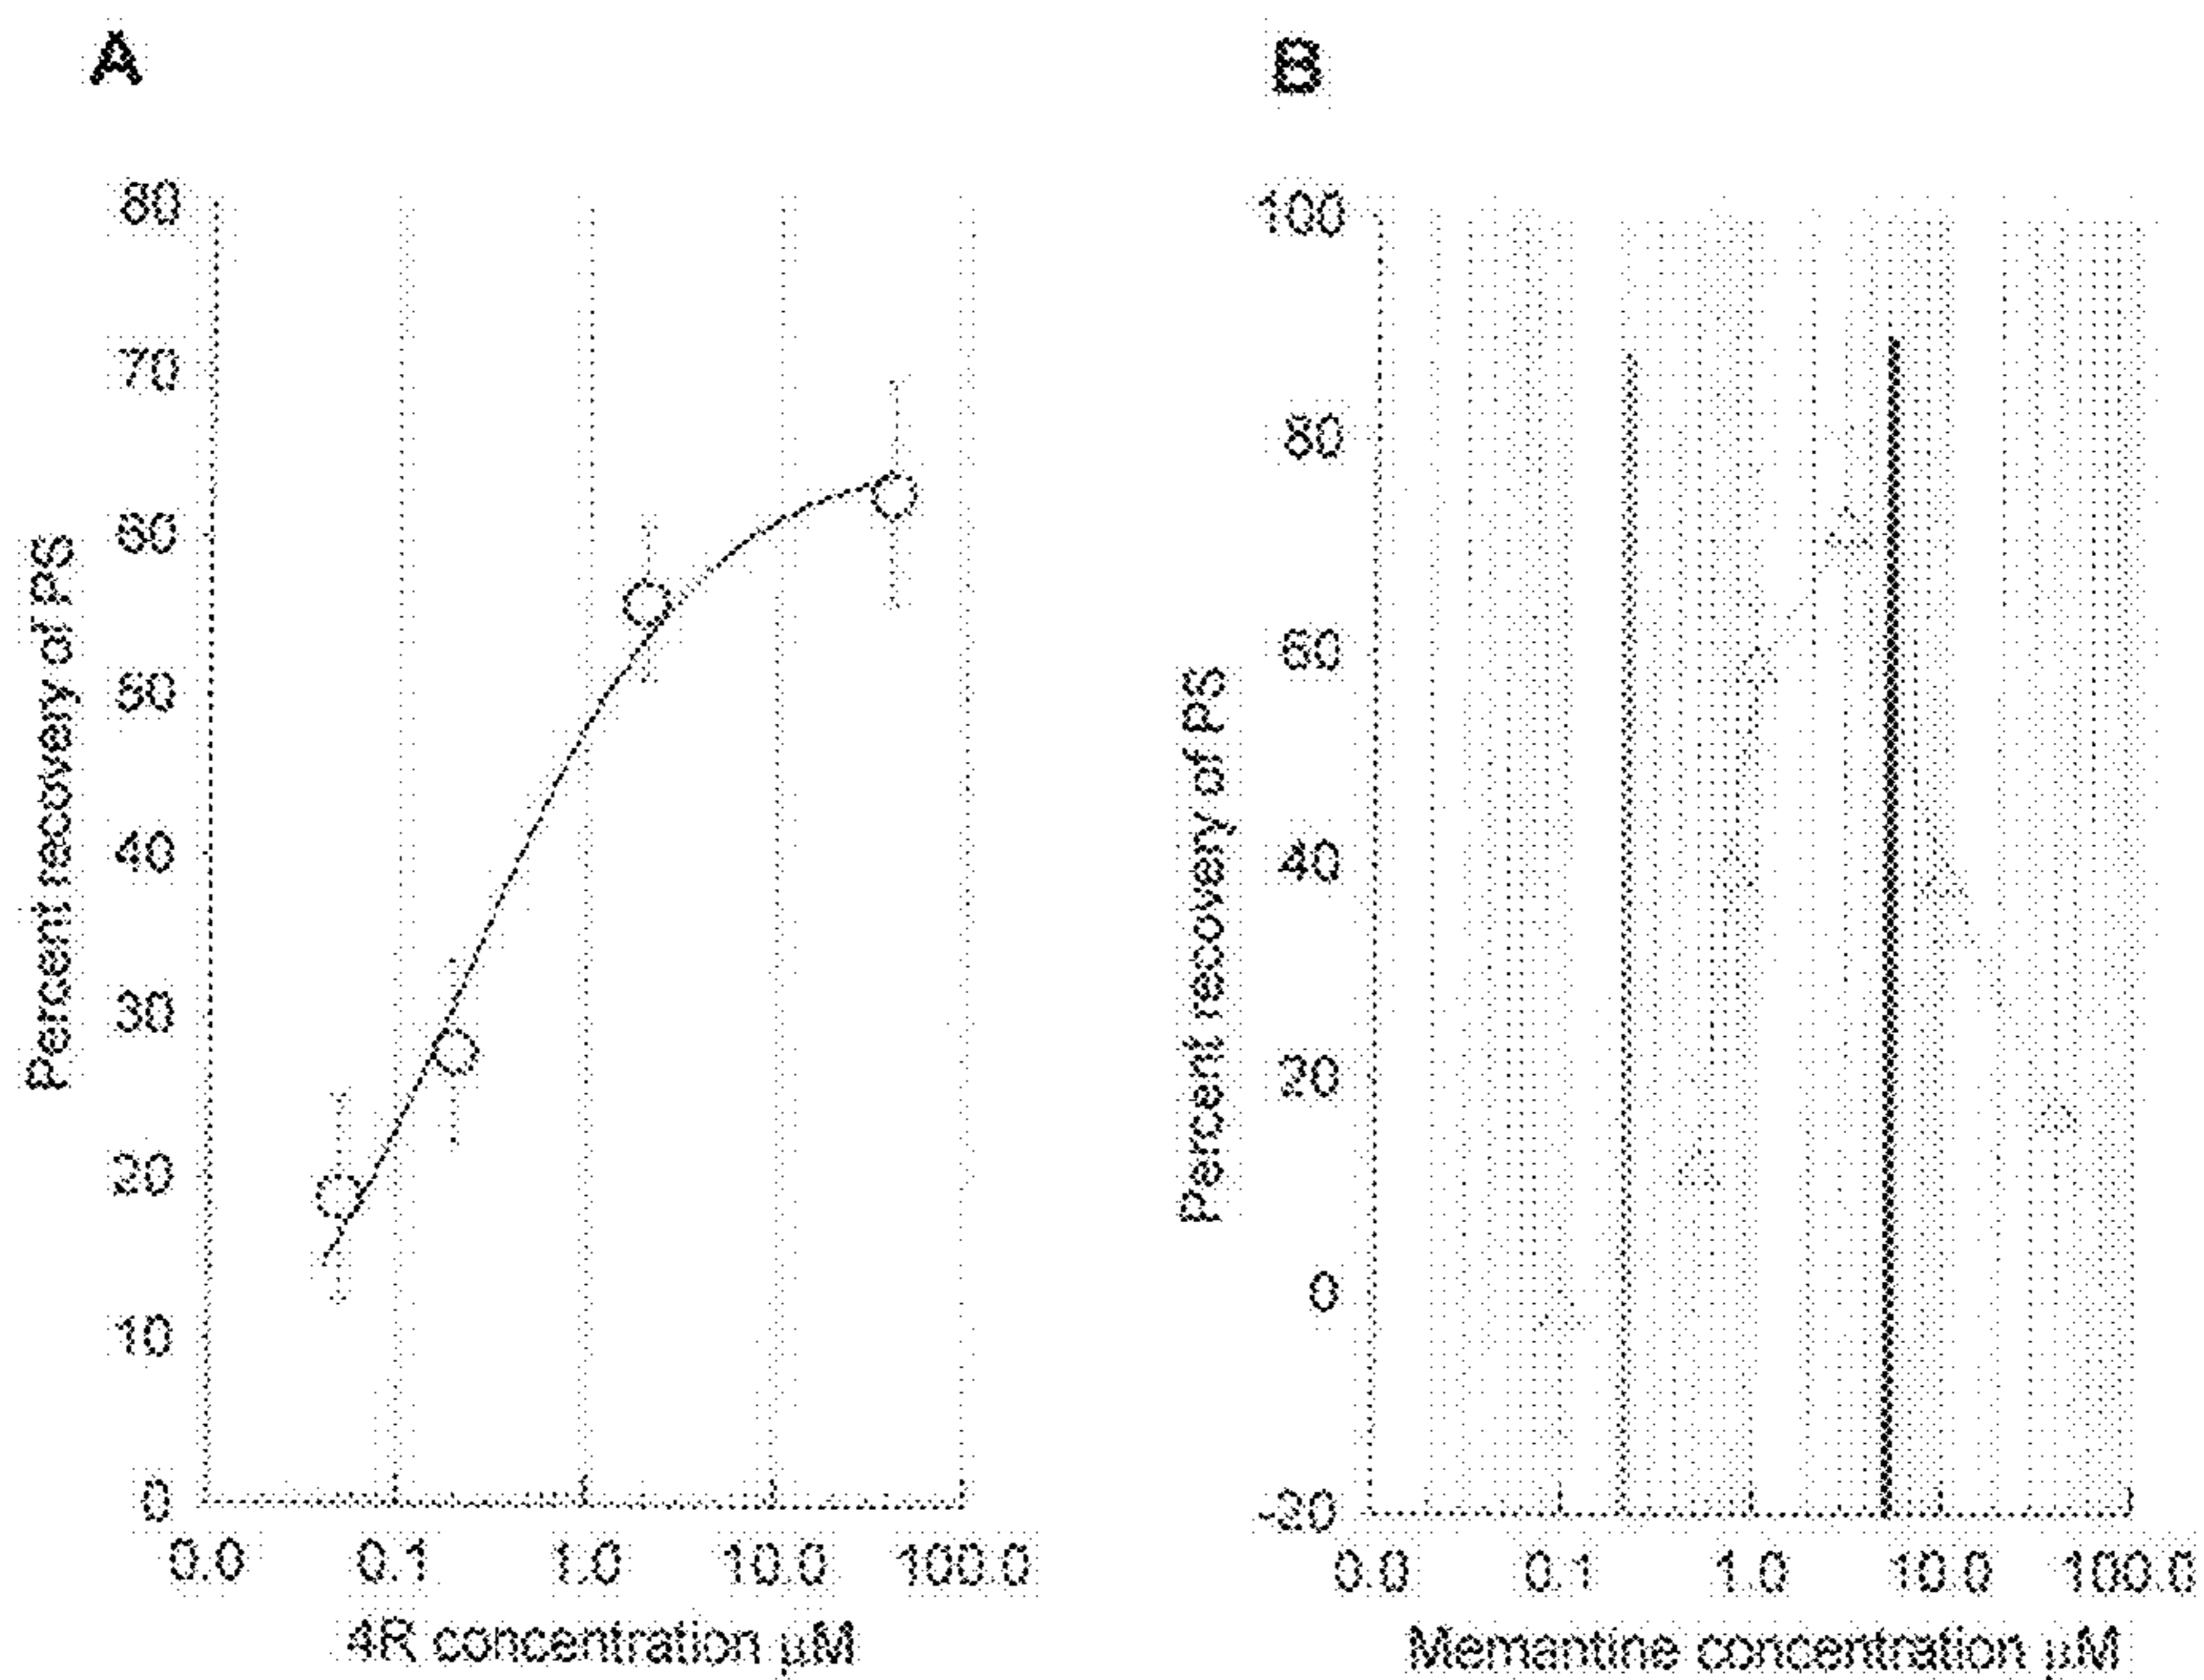 A
80
70
60
50
40
30
20
10
0
Percent recovery of PS
0.0 0.1 1.0 10.0 100.0
4R concentration μM
B
100
80
60
40
20
0
-20
Percent recovery of PS
0.0 0.1 1.0 10.0 100.0
Memantine concentration μM